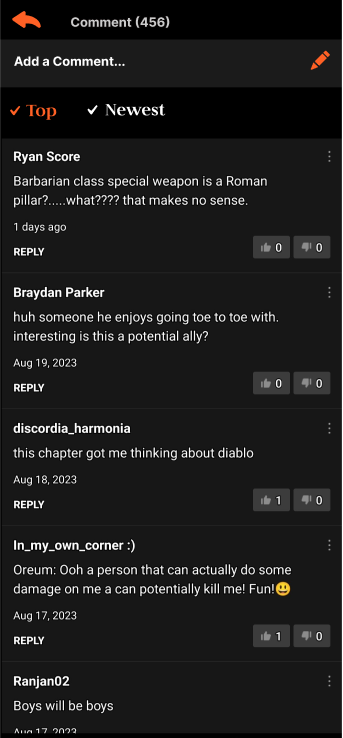 Comment (456)
Add a Comment...
Top
Newest
Ryan Score
Barbarian class special weapon is a Roman
pillar?.....what???? that makes no sense.
1 days ago
REPLY
0
0
Braydan Parker
huh someone he enjoys going toe to toe with.
interesting is this a potential ally?
Aug 19, 2023
REPLY
0
0
discordia_harmonia
this chapter got me thinking about diablo
Aug 18, 2023
REPLY
1
0
In_my_own_corner :)
Oreum: Ooh a person that can actually do some
damage on me a can potentially kill me! Fun!😃
Aug 17, 2023
REPLY
1
0
Ranjan02
Boys will be boys
Aug 17, 2023